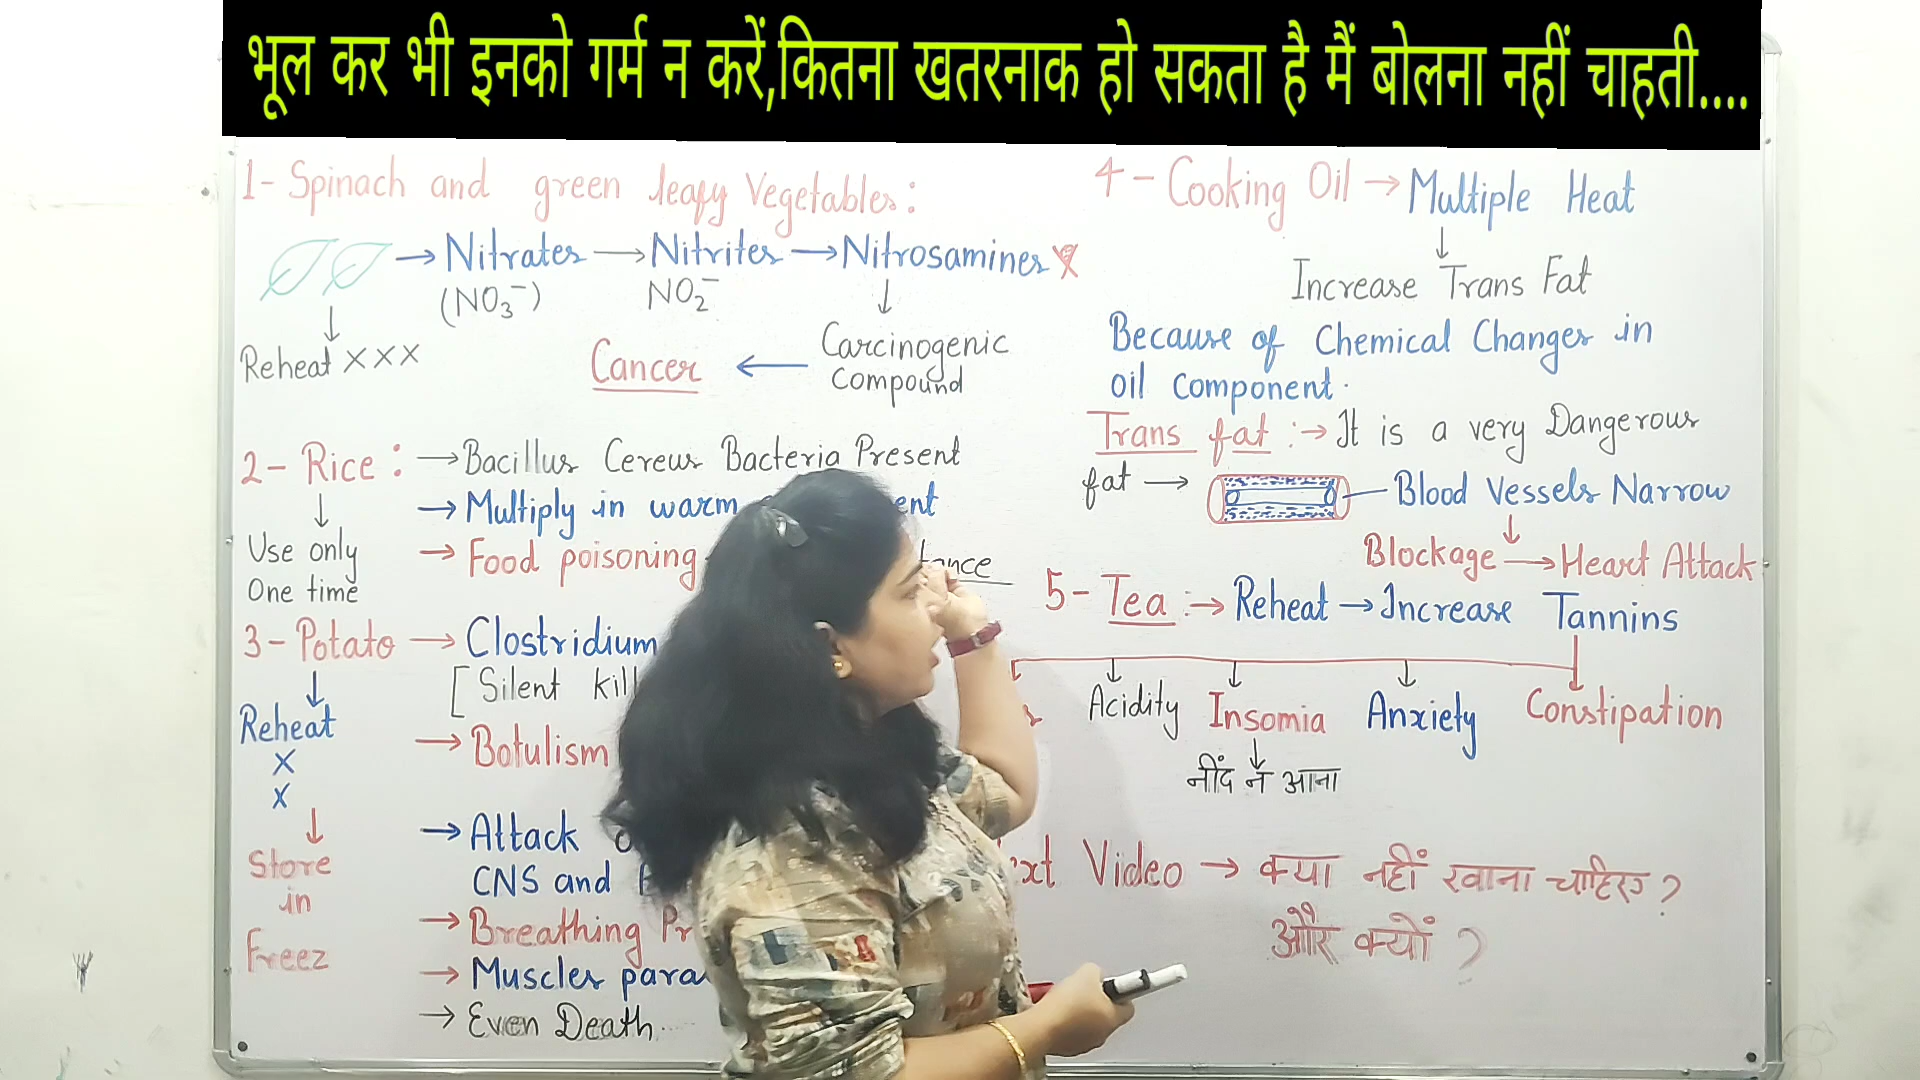 भूल कर भी इनको गर्म न करें,कितना खतरनाक हो सकता है मैं बोलना नहीं चाहती....
1- Spinach and green leafy Vegetables:
→ Nitrates → Nitrites → Nitrosamines
(NO3-) NO2-
Reheat XXX
Carcinogenic
Compound
← Cancer
2- Rice: → Bacillus Cereus Bacteria Present
→ Multiply in warm
Use only
One time
→ Food poisoning
3- Potato → Clostridium
[Silent
Reheat
X
X
→ Botulism
Store
in
Freez
→ Attack
CNS and
→ Breathing
→ Muscles
→ Even Death..
4- Cooking Oil → Multiple Heat
Increase Trans Fat
Because of Chemical Changes in
oil Component.
Trans fat :→ It is a very Dangerous
fat → Blood Vessels Narrow
Blockage → Heart Attack
5- Tea :→ Reheat → Increase Tannins
Acidity Insomia Anxiety Constipation
नींद न आना
Video → क्या नहीं खाना चाहिए?
और क्यों ?